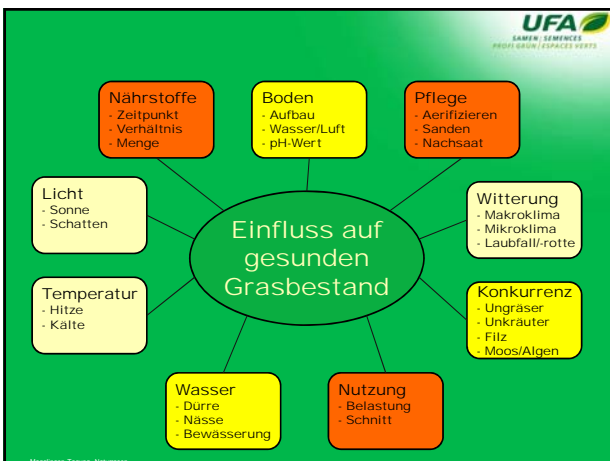 UFA
SAMEN | SEMENCES
PROFI GRÜN | ESPACES VERTS
Nährstoffe
- Zeitpunkt
- Verhältnis
- Menge
Boden
- Aufbau
- Wasser/Luft
- pH-Wert
Pflege
- Aerifizieren
- Sanden
- Nachsaat
Licht
- Sonne
- Schatten
Witterung
- Makroklima
- Mikroklima
- Laubfall/-rotte
Einfluss auf
gesunden
Grasbestand
Temperatur
- Hitze
- Kälte
Konkurrenz
- Ungräser
- Unkräuter
- Filz
- Moos/Algen
Wasser
- Dürre
- Nässe
- Bewässerung
Nutzung
- Belastung
- Schnitt